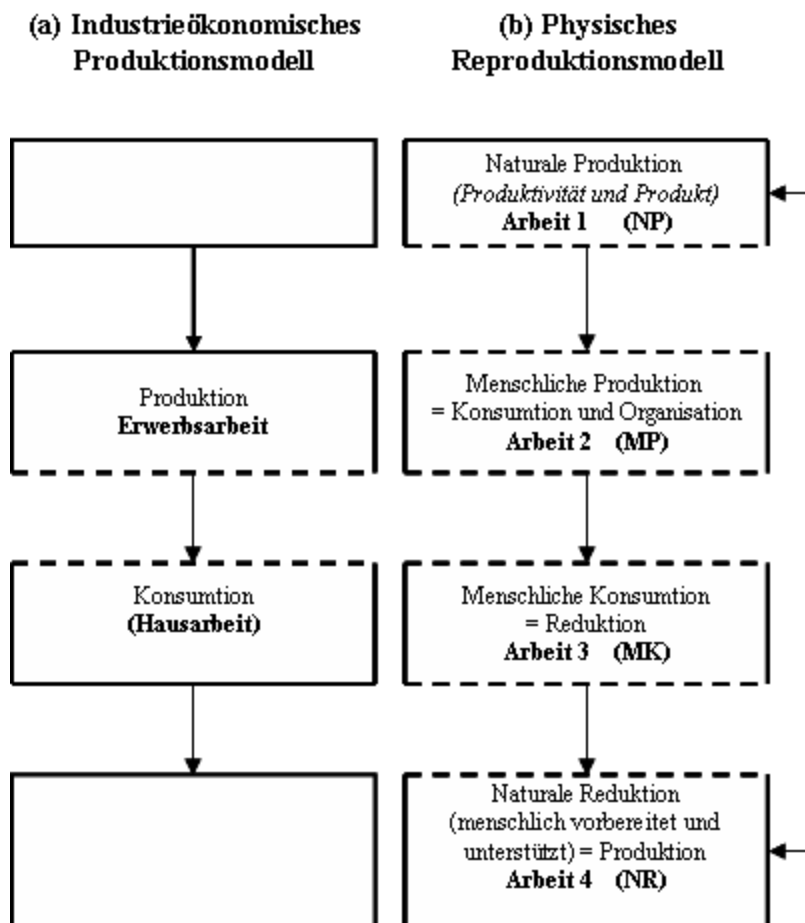 (a) Industrieökonomisches
Produktionsmodell
(b) Physisches
Reproduktionsmodell
Naturale Produktion
(Produktivität und Produkt)
Arbeit 1 (NP)
Produktion
Erwerbsarbeit
Menschliche Produktion
= Konsumtion und Organisation
Arbeit 2 (MP)
Konsumtion
(Hausarbeit)
Menschliche Konsumtion
= Reduktion
Arbeit 3 (MK)
Naturale Reduktion
(menschlich vorbereitet und
unterstützt) = Produktion
Arbeit 4 (NR)